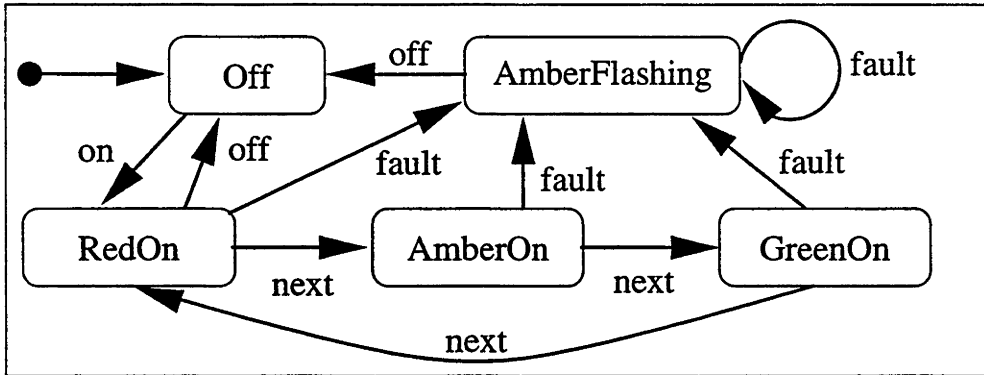 off
Off
AmberFlashing
fault
on
off
fault
fault
fault
RedOn
AmberOn
GreenOn
next
next
next